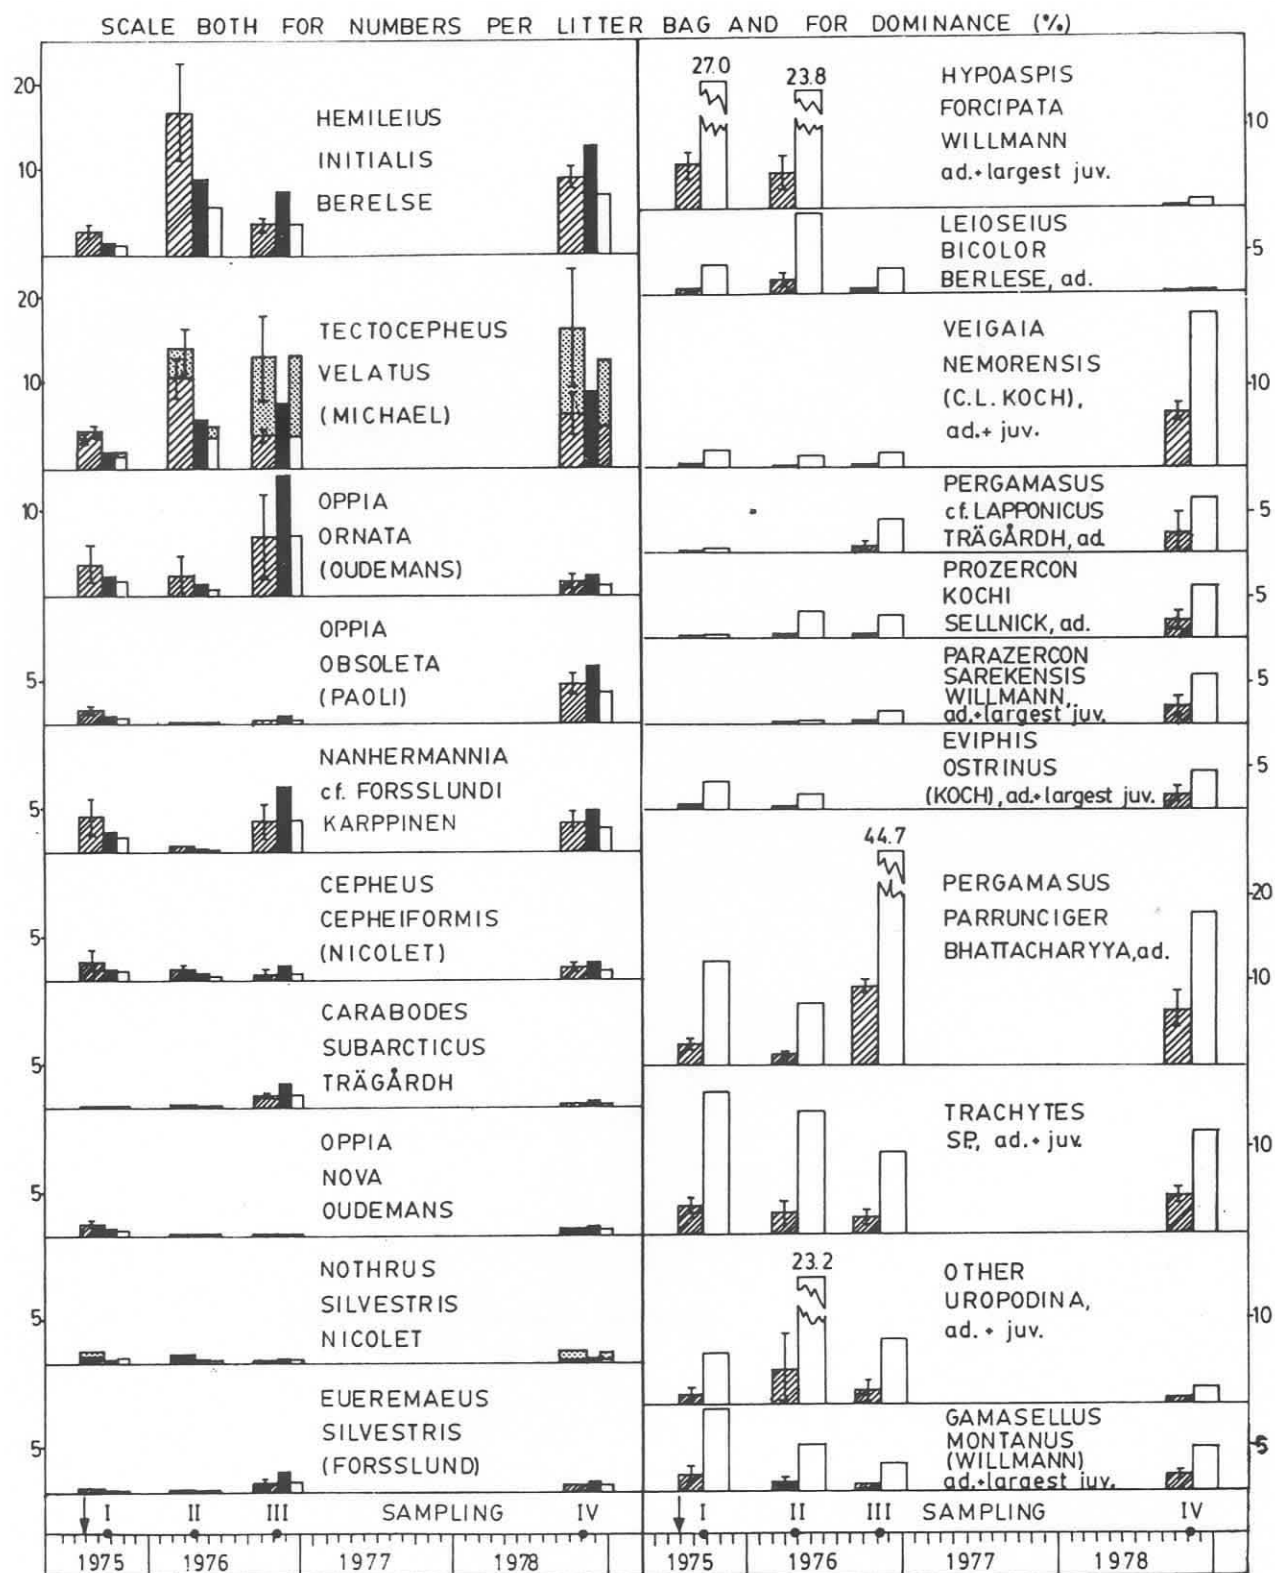 SCALE BOTH FOR NUMBERS PER LITTER BAG AND FOR DOMINANCE (%)
20
10
HEMILEIUS
INITIALIS
BERELSE
20
10
TECTOCEPHEUS
VELATUS
(MICHAEL)
10
OPPIA
ORNATA
(OUDEMANS)
5
OPPIA
OBSOLETA
(PAOLI)
5
NANHERMANNIA
cf. FORSSLUNDI
KARPPINEN
5
CEPHEUS
CEPHEIFORMIS
(NICOLET)
5
CARABODES
SUBARCTICUS
TRÄGÅRDH
5
OPPIA
NOVA
OUDEMANS
5
NOTHRUS
SILVESTRIS
NICOLET
5
EUEREMAEUS
SILVESTRIS
(FORSSLUND)
I II III SAMPLING IV
1975 1976 1977 1978
27.0 23.8
10
HYPOASPIS
FORCIPATA
WILLMANN
ad.+largest juv.
5
LEIOSEIUS
BICOLOR
BERLESE, ad.
10
VEIGAIA
NEMORENSIS
(C.L. KOCH),
ad.+ juv.
5
PERGAMASUS
cf. LAPPONICUS
TRÄGÅRDH, ad.
5
PROZERCON
KOCHI
SELLNICK, ad.
5
PARAZERCON
SAREKENSIS
WILLMANN,
ad.+largest juv.
5
EVIPHIS
OSTRINUS
(KOCH), ad.+largest juv.
44.7
20
10
PERGAMASUS
PARRUNCIGER
BHATTACHARYYA, ad.
10
TRACHYTES
SP., ad.+ juv.
23.2
10
OTHER
UROPODINA,
ad. + juv.
5
GAMASELLUS
MONTANUS
(WILLMANN)
ad.+largest juv.
I II III SAMPLING IV
1975 1976 1977 1978